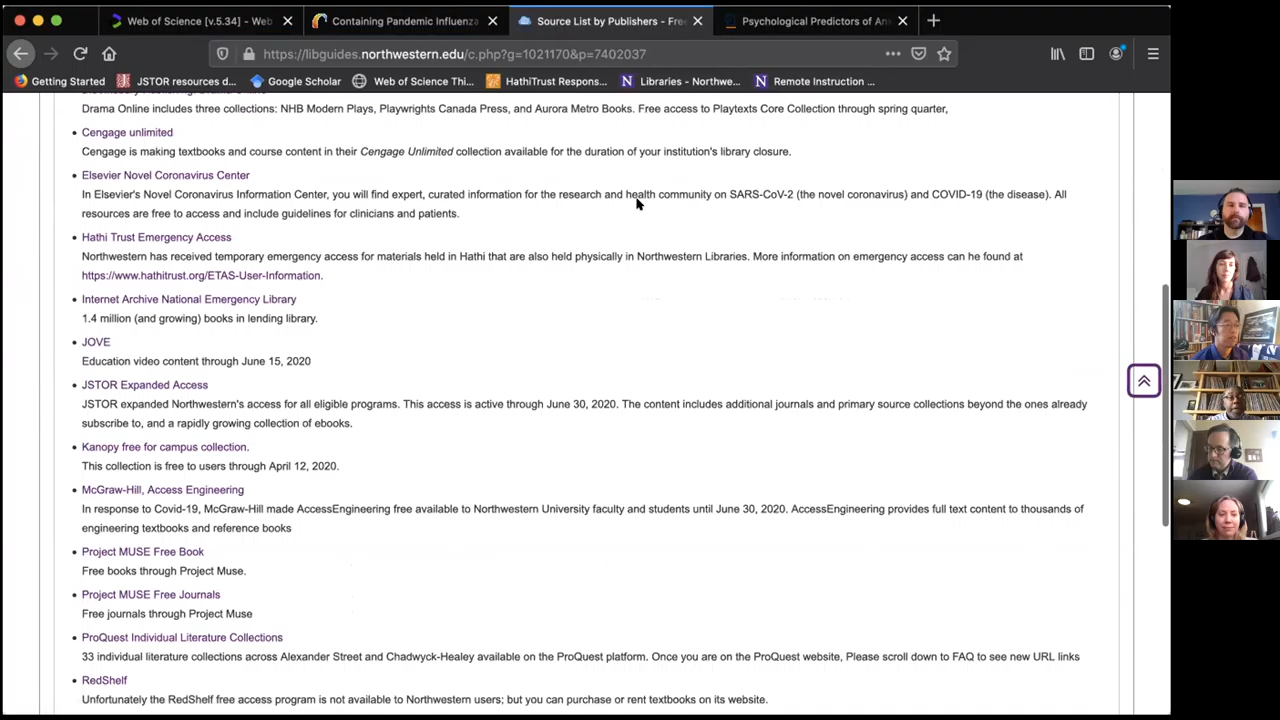 Web of Science [v.5.34] - Web
Containing Pandemic Influenza
Source List by Publishers - Fre
Psychological Predictors of An
https://libguides.northwestern.edu/c.php?g=1021170&p=7402037
Getting Started
JSTOR resources d...
Google Scholar
Web of Science Thi...
HathiTrust Respons...
Libraries - Northwe...
Remote Instruction ...
Drama Online includes three collections: NHB Modern Plays, Playwrights Canada Press, and Aurora Metro Books. Free access to Playtexts Core Collection through spring quarter,
Cengage unlimited
Cengage is making textbooks and course content in their Cengage Unlimited collection available for the duration of your institution's library closure.
Elsevier Novel Coronavirus Center
In Elsevier's Novel Coronavirus Information Center, you will find expert, curated information for the research and health community on SARS-CoV-2 (the novel coronavirus) and COVID-19 (the disease). All
resources are free to access and include guidelines for clinicians and patients.
Hathi Trust Emergency Access
Northwestern has received temporary emergency access for materials held in Hathi that are also held physically in Northwestern Libraries. More information on emergency access can he found at
https://www.hathitrust.org/ETAS-User-Information.
Internet Archive National Emergency Library
1.4 million (and growing) books in lending library.
JOVE
Education video content through June 15, 2020
JSTOR Expanded Access
JSTOR expanded Northwestern's access for all eligible programs. This access is active through June 30, 2020. The content includes additional journals and primary source collections beyond the ones already
subscribe to, and a rapidly growing collection of ebooks.
Kanopy free for campus collection.
This collection is free to users through April 12, 2020.
McGraw-Hill, Access Engineering
In response to Covid-19, McGraw-Hill made AccessEngineering free available to Northwestern University faculty and students until June 30, 2020. AccessEngineering provides full text content to thousands of
engineering textbooks and reference books
Project MUSE Free Book
Free books through Project Muse.
Project MUSE Free Journals
Free journals through Project Muse
ProQuest Individual Literature Collections
33 individual literature collections across Alexander Street and Chadwyck-Healey available on the ProQuest platform. Once you are on the ProQuest website, Please scroll down to FAQ to see new URL links
RedShelf
Unfortunately the RedShelf free access program is not available to Northwestern users; but you can purchase or rent textbooks on its website.